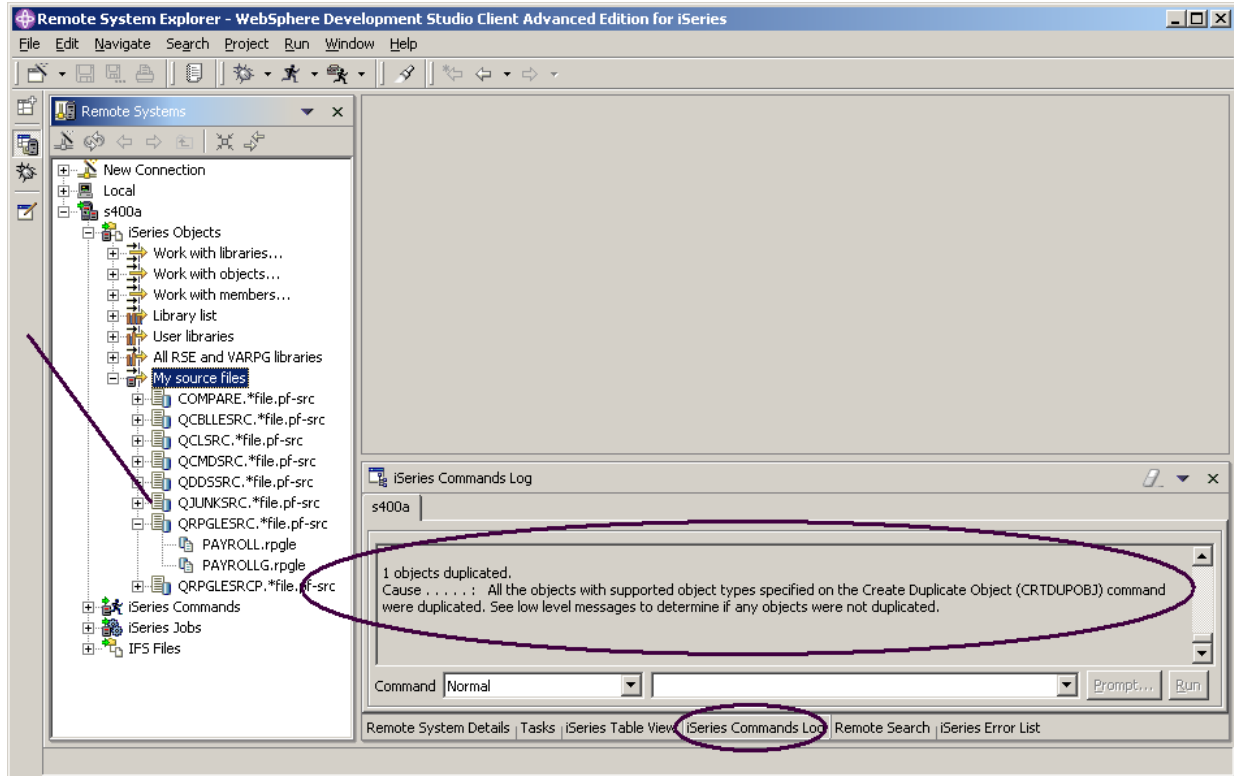 Remote System Explorer - WebSphere Development Studio Client Advanced Edition for iSeries
File Edit Navigate Search Project Run Window Help
Remote Systems
New Connection
Local
s400a
iSeries Objects
Work with libraries...
Work with objects...
Work with members...
Library list
User libraries
All RSE and VARPG libraries
My source files
COMPARE.*file.pf-src
QCBLLESRC.*file.pf-src
QCLSRC.*file.pf-src
QCMDSRC.*file.pf-src
QDDSSRC.*file.pf-src
QJUNKSRC.*file.pf-src
QRPGLESRC.*file.pf-src
PAYROLL.rpgle
PAYROLLG.rpgle
QRPGLESRCP.*file.pf-src
iSeries Commands
iSeries Jobs
IFS Files
iSeries Commands Log
s400a
1 objects duplicated.
Cause . . . . . : All the objects with supported object types specified on the Create Duplicate Object (CRTDUPOBJ) command
were duplicated. See low level messages to determine if any objects were not duplicated.
Command Normal Prompt... Run
Remote System Details Tasks iSeries Table View iSeries Commands Log Remote Search iSeries Error List